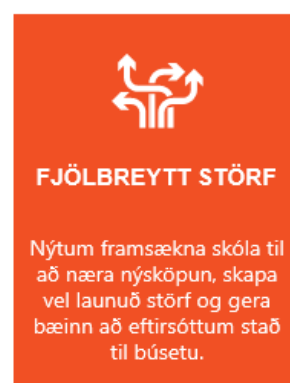 FJÖLBREYTT STÖRF
Nýtum framsækna skóla til
að næra nýsköpun, skapa
vel launuð störf og gera
bæinn að eftirsóttum stað
til búsetu.